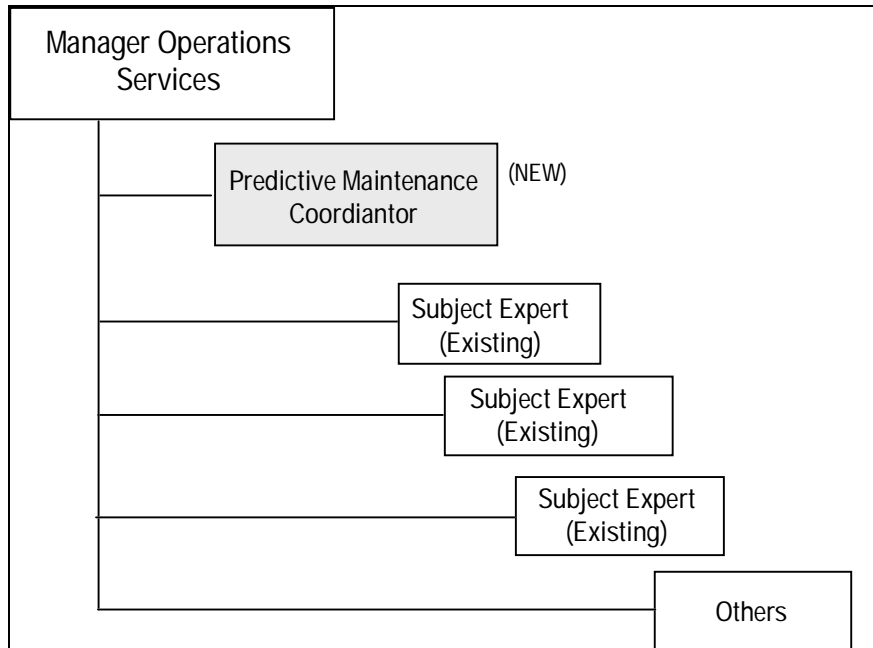 Manager Operations
Services
Predictive Maintenance
Coordiantor
(NEW)
Subject Expert
(Existing)
Subject Expert
(Existing)
Subject Expert
(Existing)
Others